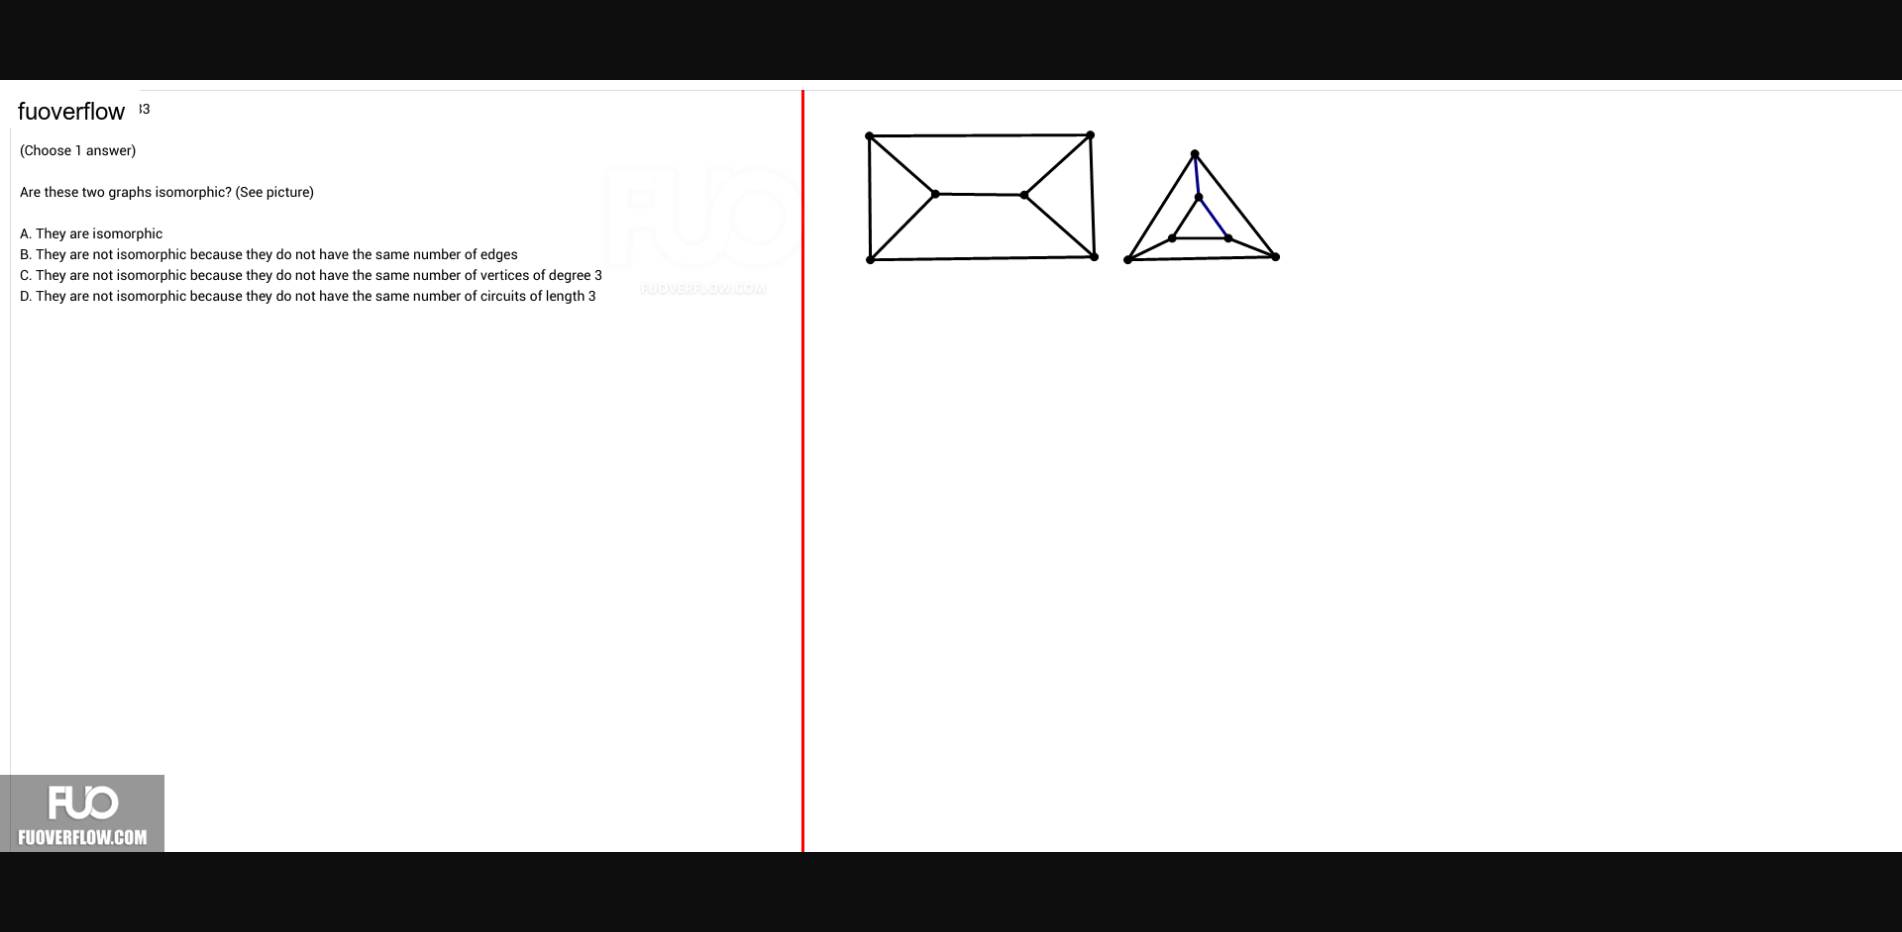 fuoverflow
33
(Choose 1 answer)
Are these two graphs isomorphic? (See picture)
A. They are isomorphic
B. They are not isomorphic because they do not have the same number of edges
C. They are not isomorphic because they do not have the same number of vertices of degree 3
D. They are not isomorphic because they do not have the same number of circuits of length 3
FUO
FUOVERFLOW.COM
FUO
FUOVERFLOW.COM